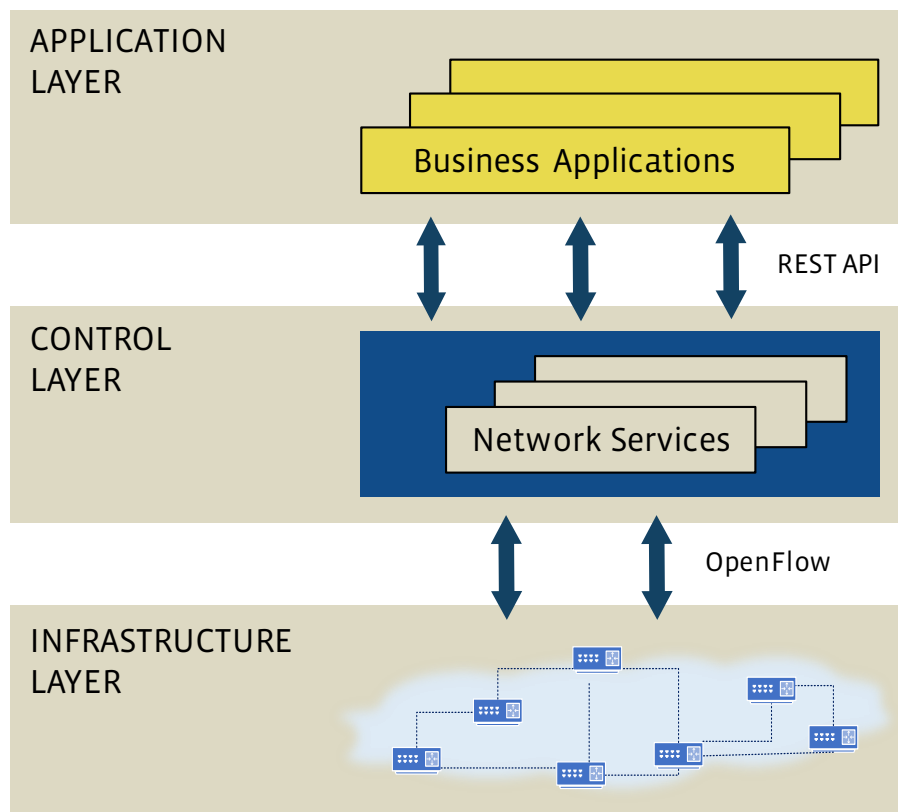 APPLICATION
LAYER
Business Applications
REST API
CONTROL
LAYER
Network Services
OpenFlow
INFRASTRUCTURE
LAYER